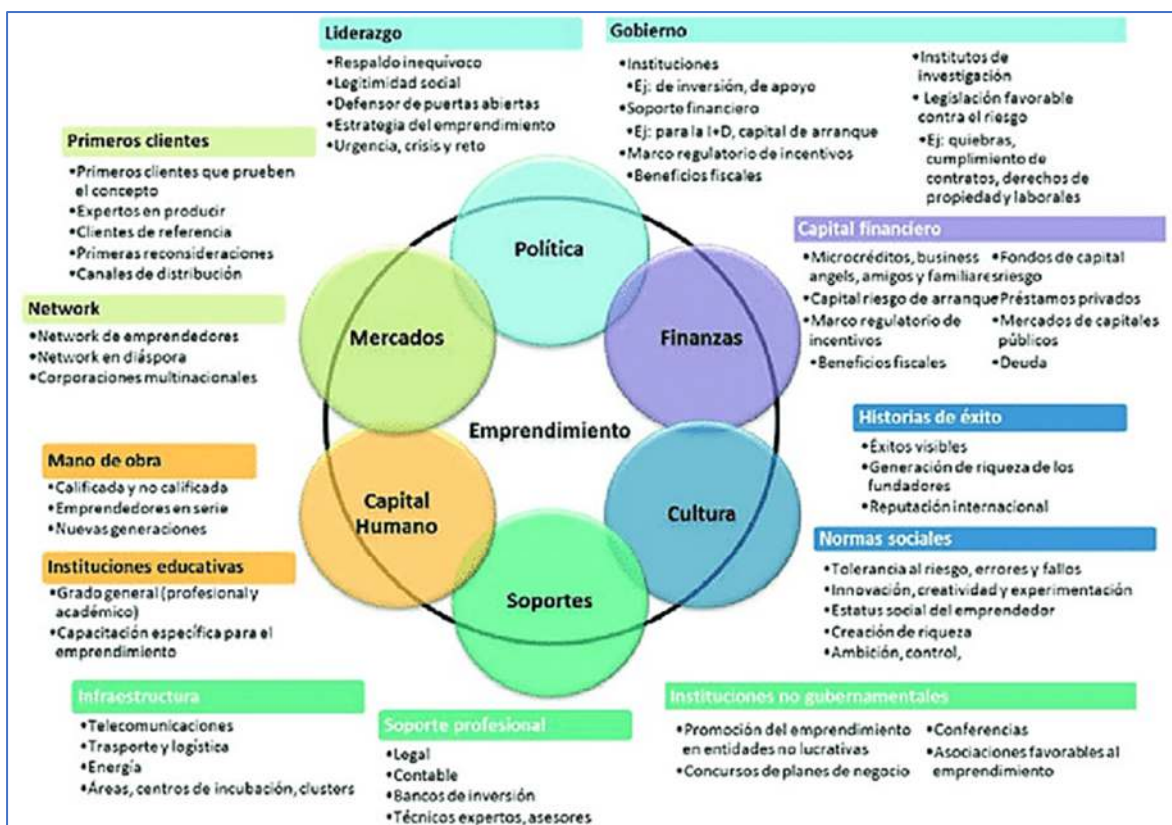 Liderazgo
•Respaldo inequívoco
•Legitimidad social
•Defensor de puertas abiertas
•Estrategia del emprendimiento
•Urgencia, crisis y reto
Gobierno
•Instituciones
•Ej: de inversión, de apoyo
•Soporte financiero
•Ej: para la I+D, capital de arranque
•Marco regulatorio de incentivos
•Beneficios fiscales
•Institutos de
investigación
•Legislación favorable
contra el riesgo
•Ej: quiebras,
cumplimiento de
contratos, derechos de
propiedad y laborales
Primeros clientes
•Primeros clientes que prueben
el concepto
•Expertos en producir
•Clientes de referencia
•Primeras reconsideraciones
•Canales de distribución
Network
•Network de emprendedores
•Network en diáspora
•Corporaciones multinacionales
Política
Mercados
Finanzas
Emprendimiento
Capital
Humano
Cultura
Soportes
Capital financiero
•Microcréditos, business
angels, amigos y familiares
•Capital riesgo de arranque
•Marco regulatorio de
incentivos
•Beneficios fiscales
•Fondos de capital
riesgo
•Préstamos privados
•Mercados de capitales
públicos
•Deuda
Historias de éxito
•Éxitos visibles
•Generación de riqueza de los
fundadores
•Reputación internacional
Normas sociales
•Tolerancia al riesgo, errores y fallos
•Innovación, creatividad y experimentación
•Estatus social del emprendedor
•Creación de riqueza
•Ambición, control,
Mano de obra
•Calificada y no calificada
•Emprendedores en serie
•Nuevas generaciones
Instituciones educativas
•Grado general (profesional y
académico)
•Capacitación específica para el
emprendimiento
Infraestructura
•Telecomunicaciones
•Trasporte y logística
•Energía
•Áreas, centros de incubación, clusters
Soporte profesional
•Legal
•Contable
•Bancos de inversión
•Técnicos expertos, asesores
Instituciones no gubernamentales
•Promoción del emprendimiento
en entidades no lucrativas
•Concursos de planes de negocio
•Conferencias
•Asociaciones favorables al
emprendimiento